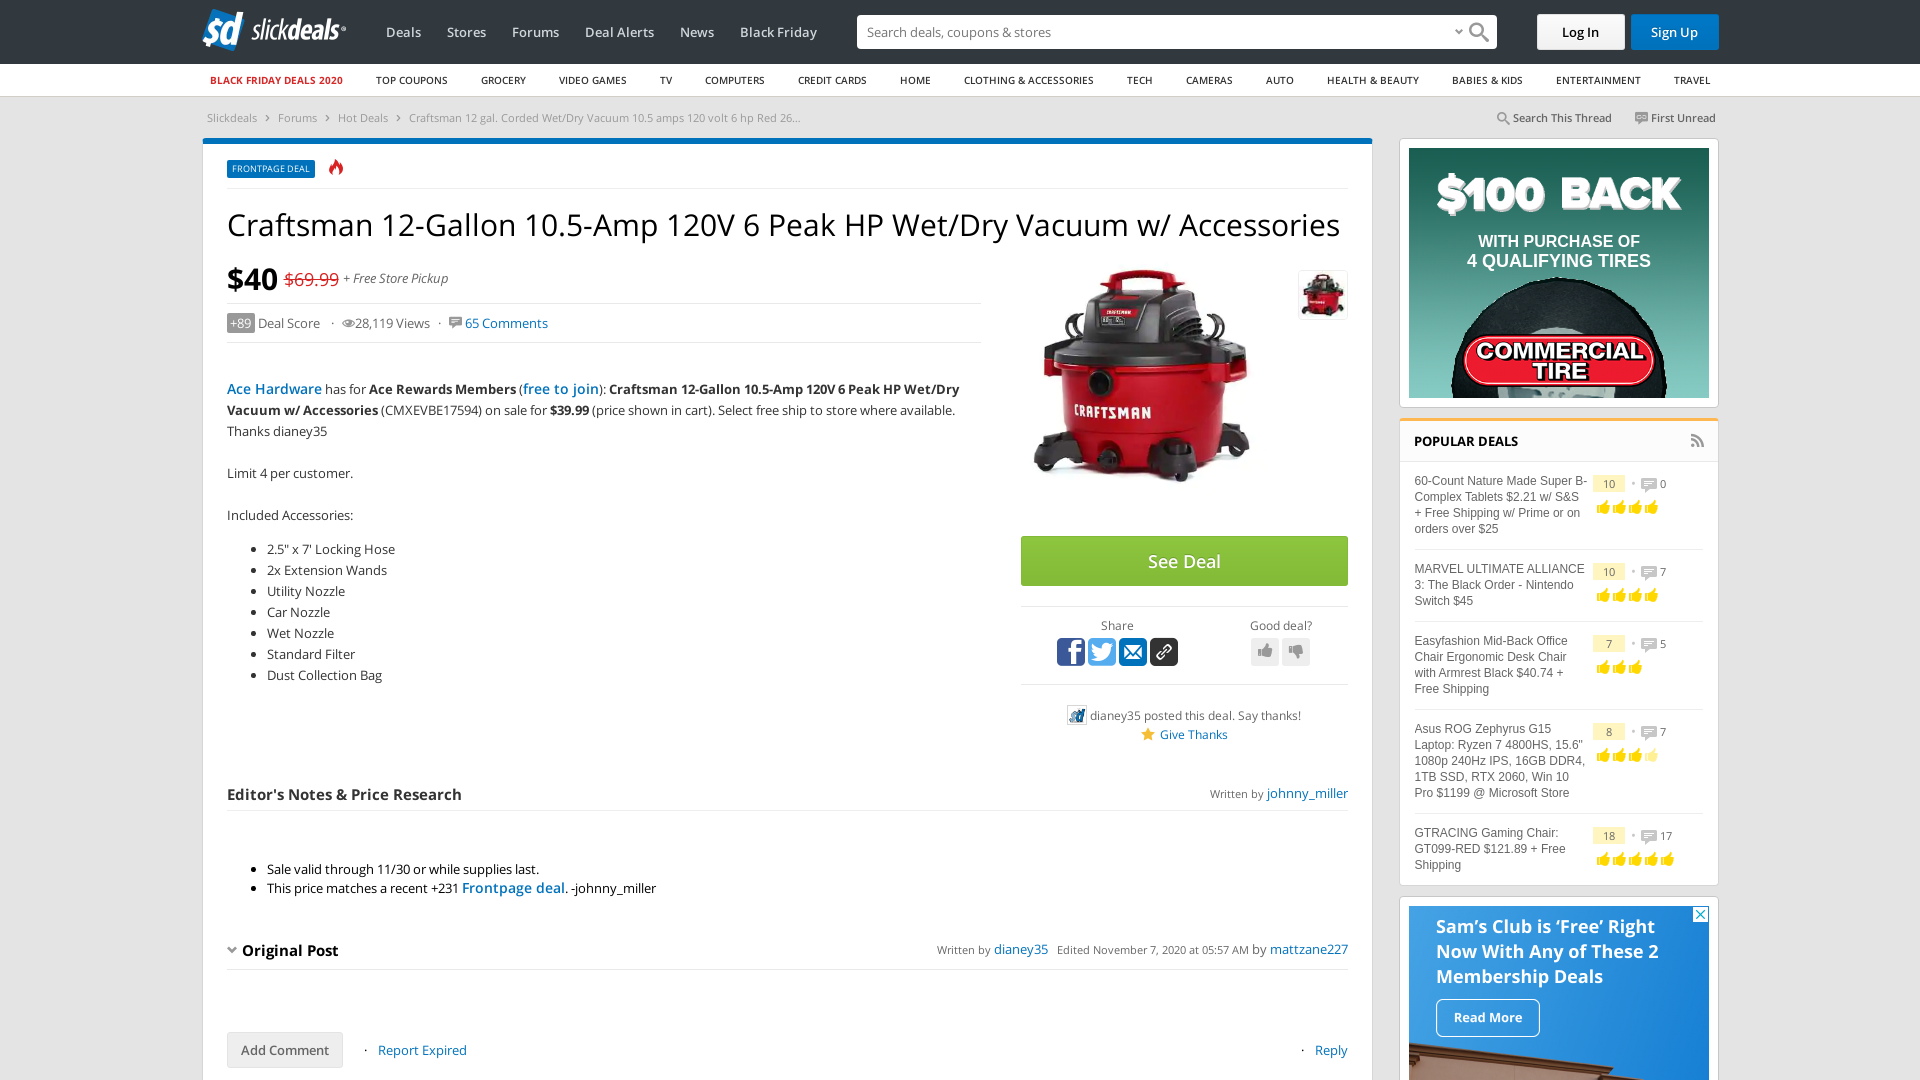 slickdeals
Deals
Stores
Forums
Deal Alerts
News
Black Friday
Search deals, coupons & shopping
Log In
Sign Up
BLACK FRIDAY DEALS 2020
TOP COUPONS
GROCERY
VIDEO GAMES
TV
COMPUTERS
CREDIT CARDS
HOME
CLOTHING & ACCESSORIES
TECH
CAMERAS
AUTO
HEALTH & BEAUTY
BABIES & KIDS
ENTERTAINMENT
TRAVEL
Slickdeals › Forums › Hot Deals › Craftsman 12 gal. Corded Wet/Dry Vacuum 10.5 amps 120 volt 6 hp Red 26...
Search This Thread
First Unread
FRONTPAGE DEAL
Craftsman 12-Gallon 10.5-Amp 120V 6 Peak HP Wet/Dry Vacuum w/ Accessories
$40 $69.99 + Free Store Pickup
+89 Deal Score · 28,119 Views · 65 Comments
Ace Hardware has for Ace Rewards Members (free to join): Craftsman 12-Gallon 10.5-Amp 120V 6 Peak HP Wet/Dry
Vacuum w/ Accessories (CMXEVBE17594) on sale for $39.99 (price shown in cart). Select free ship to store where available.
Thanks dianey35
Limit 4 per customer.
Included Accessories:
• 2.5" x 7' Locking Hose
• 2x Extension Wands
• Utility Nozzle
• Car Nozzle
• Wet Nozzle
• Standard Filter
• Dust Collection Bag
CRAFTSMAN
CRAFTSMAN
See Deal
Share
Good deal?
dianey35 posted this deal. Say thanks!
Give Thanks
Editor's Notes & Price Research
Written by johnny_miller
• Sale valid through 11/30 or while supplies last.
• This price matches a recent +231 Frontpage deal. -johnny_miller
Original Post
Written by dianey35 Edited November 7, 2020 at 05:57 AM by mattzane227
Add Comment
· Report Expired
· Reply
$100 BACK
WITH PURCHASE OF
4 QUALIFYING TIRES
COMMERCIAL
TIRE
POPULAR DEALS
60-Count Nature Made Super B-
Complex Tablets $2.21 w/ S&S
+ Free Shipping w/ Prime or on
orders over $25
10 • 0
MARVEL ULTIMATE ALLIANCE
3: The Black Order - Nintendo
Switch $45
10 • 7
Easyfashion Mid-Back Office
Chair Ergonomic Desk Chair
with Armrest Black $40.74 +
Free Shipping
7 • 5
Asus ROG Zephyrus G15
Laptop: Ryzen 7 4800HS, 15.6"
1080p 240Hz IPS, 16GB DDR4,
1TB SSD, RTX 2060, Win 10
Pro $1199 @ Microsoft Store
8 • 7
GTRACING Gaming Chair:
GT099-RED $121.89 + Free
Shipping
18 • 17
Sam's Club is 'Free' Right
Now With Any of These 2
Membership Deals
Read More